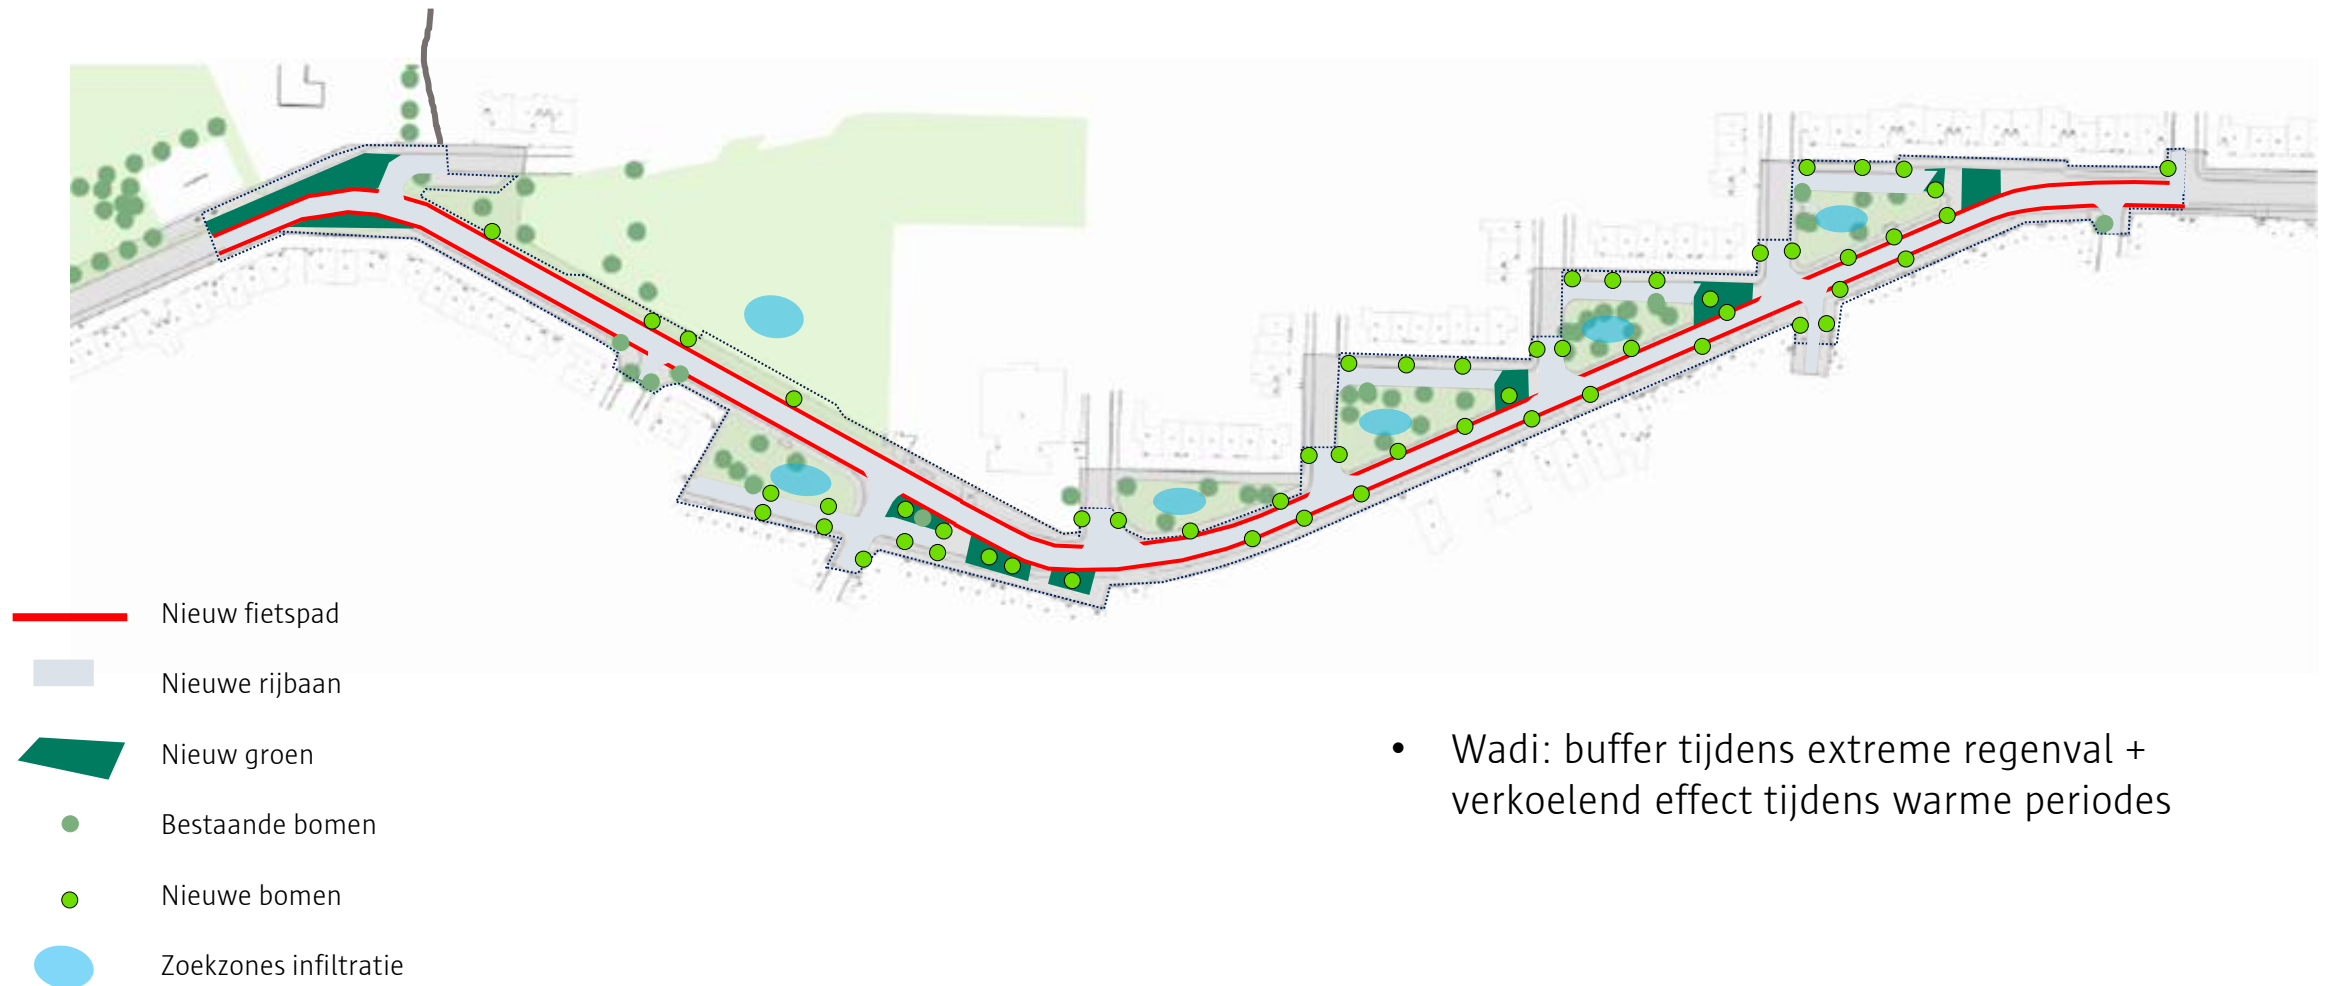 Nieuw fietspad
Nieuwe rijbaan
Nieuw groen
Bestaande bomen
Nieuwe bomen
Zoekzones infiltratie
• Wadi: buffer tijdens extreme regenval +
verkoelend effect tijdens warme periodes